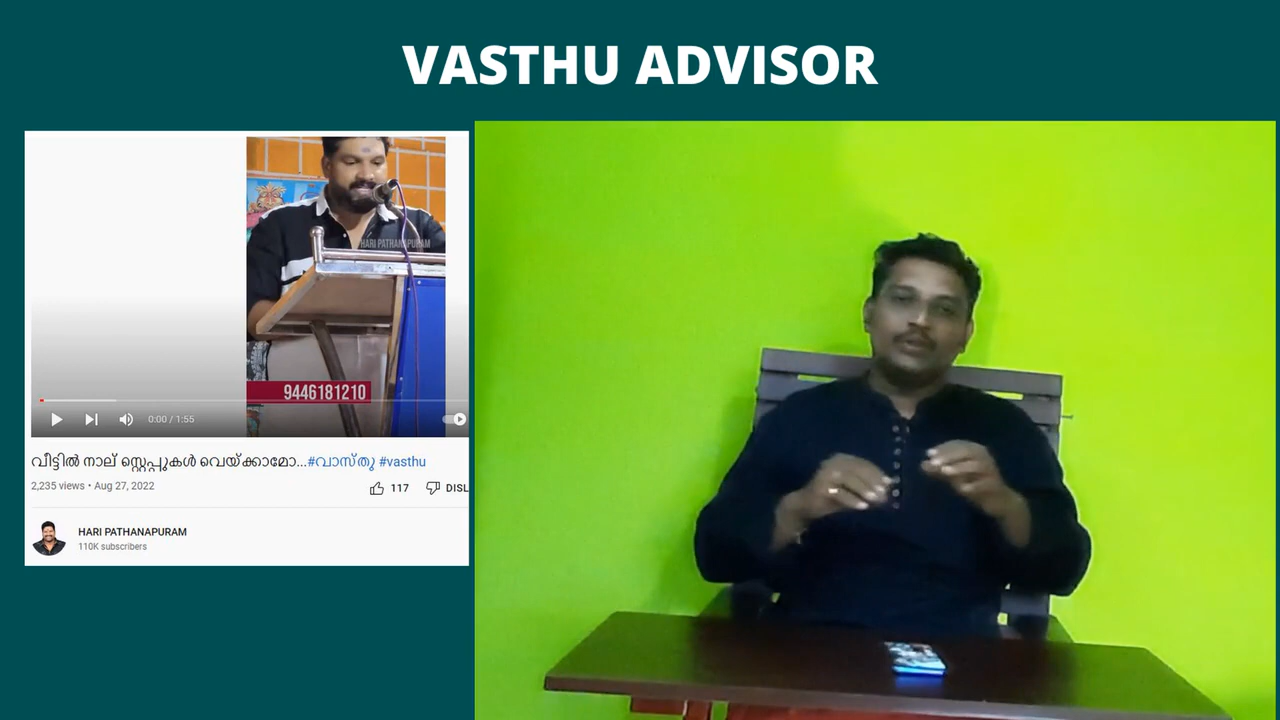 VASTHU ADVISOR
HARI PATHANAPURAM
9446181210
0:00 / 1:55
വീട്ടിൽ നാല് സ്റ്റെപ്പുകൾ വെയ്ക്കാമോ...#വാസ്തു #vasthu
2,235 views • Aug 27, 2022
117 DISL
HARI PATHANAPURAM
110K subscribers